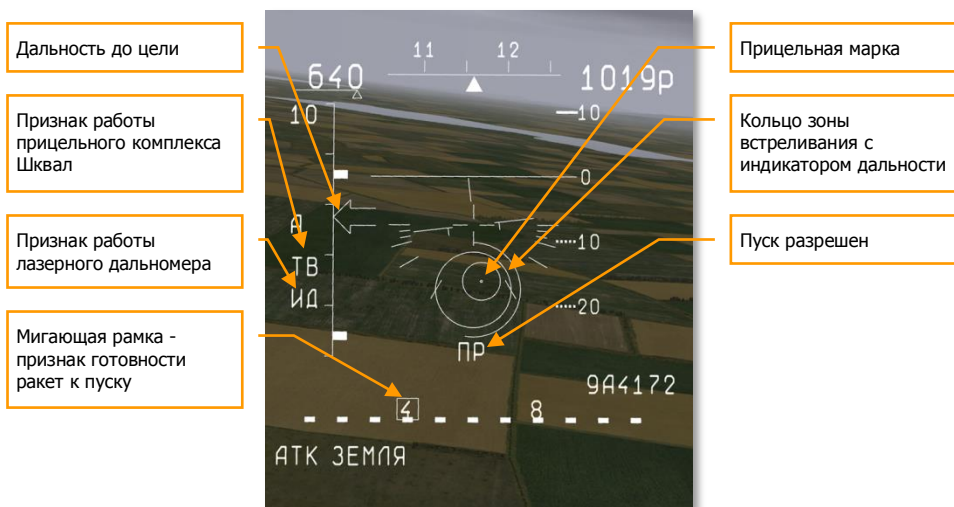 Дальность до цели
Признак работы
прицельного комплекса
Шквал
Признак работы
лазерного дальномера
Мигающая рамка -
признак готовности
ракет к пуску
11 12
640 1019р
10 10
0
А 10
ТВ
ИД 20
ПР
9А4172
4 8
АТК ЗЕМЛЯ
Прицельная марка
Кольцо зоны
встреливания с
индикатором дальности
Пуск разрешен